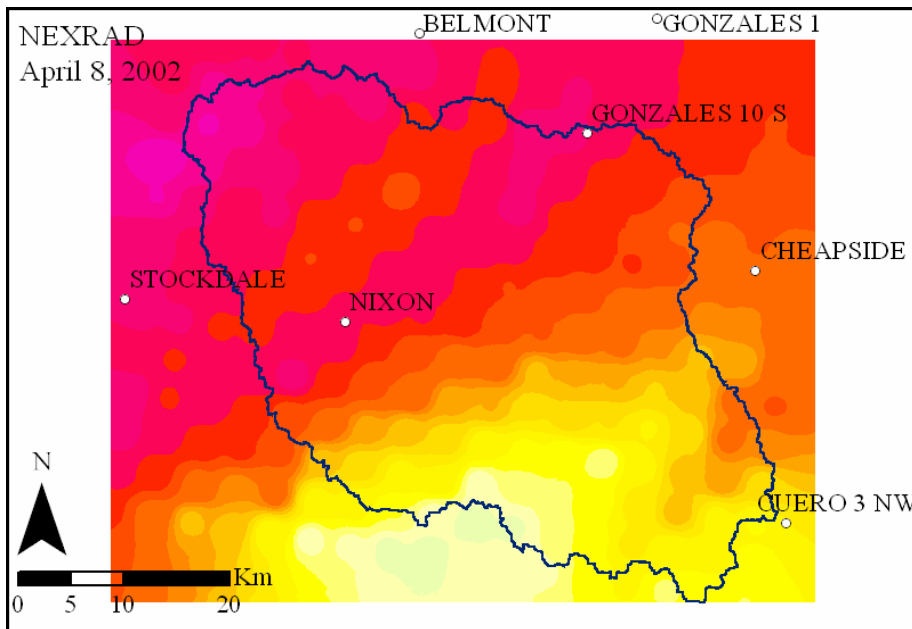 NEXRAD
April 8, 2002
BELMONT
GONZALES 1
GONZALES 10 S
CHEAPSIDE
STOCKDALE
NIXON
CUERO 3 NW
N
Km
0 5 10 20